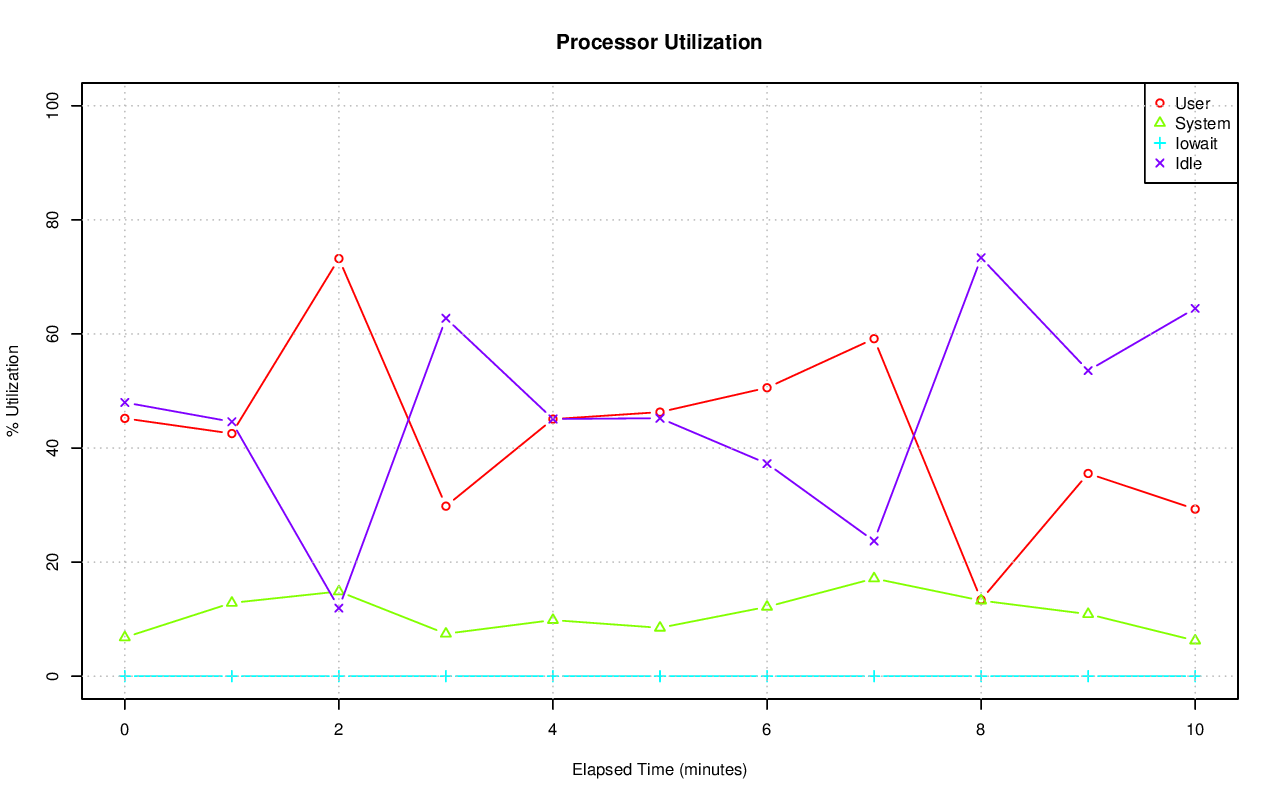 Processor Utilization
User
System
Iowait
Idle
% Utilization
100
80
60
40
20
0
0 2 4 6 8 10
Elapsed Time (minutes)